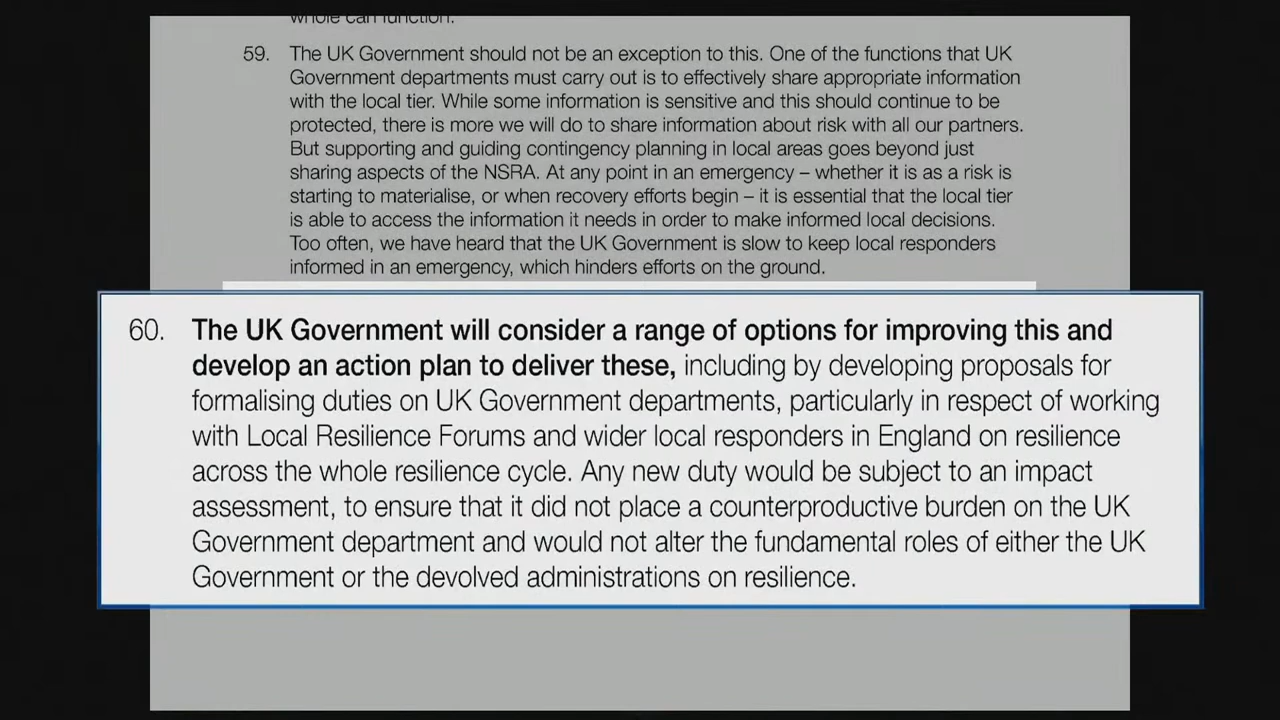 whole can function.
59. The UK Government should not be an exception to this. One of the functions that UK
Government departments must carry out is to effectively share appropriate information
with the local tier. While some information is sensitive and this should continue to be
protected, there is more we will do to share information about risk with all our partners.
But supporting and guiding contingency planning in local areas goes beyond just
sharing aspects of the NSRA. At any point in an emergency – whether it is as a risk is
starting to materialise, or when recovery efforts begin – it is essential that the local tier
is able to access the information it needs in order to make informed local decisions.
Too often, we have heard that the UK Government is slow to keep local responders
informed in an emergency, which hinders efforts on the ground.
60. The UK Government will consider a range of options for improving this and
develop an action plan to deliver these, including by developing proposals for
formalising duties on UK Government departments, particularly in respect of working
with Local Resilience Forums and wider local responders in England on resilience
across the whole resilience cycle. Any new duty would be subject to an impact
assessment, to ensure that it did not place a counterproductive burden on the UK
Government department and would not alter the fundamental roles of either the UK
Government or the devolved administrations on resilience.